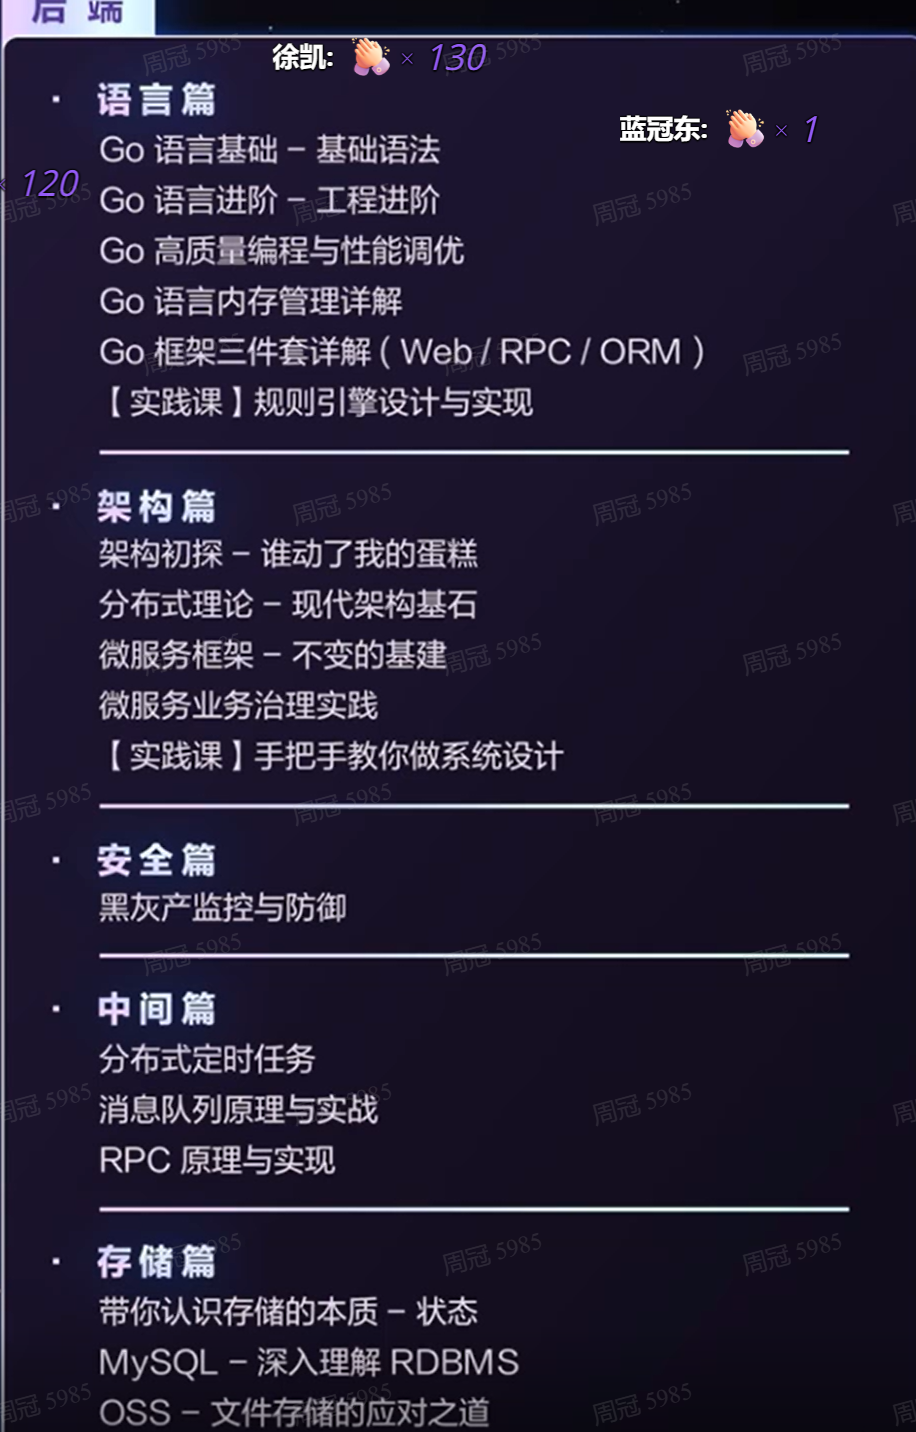 后端
徐凯: × 130
· 语言篇
蓝冠东: × 1
Go 语言基础 – 基础语法
× 120
Go 语言进阶 – 工程进阶
Go 高质量编程与性能调优
Go 语言内存管理详解
Go 框架三件套详解 ( Web / RPC / ORM )
【实践课】规则引擎设计与实现
· 架构篇
架构初探 – 谁动了我的蛋糕
分布式理论 – 现代架构基石
微服务框架 – 不变的基建
微服务业务治理实践
【实践课】手把手教你做系统设计
· 安全篇
黑灰产监控与防御
· 中间篇
分布式定时任务
消息队列原理与实战
RPC 原理与实现
· 存储篇
带你认识存储的本质 – 状态
MySQL – 深入理解 RDBMS
OSS – 文件存储的应对之道
周冠 5985